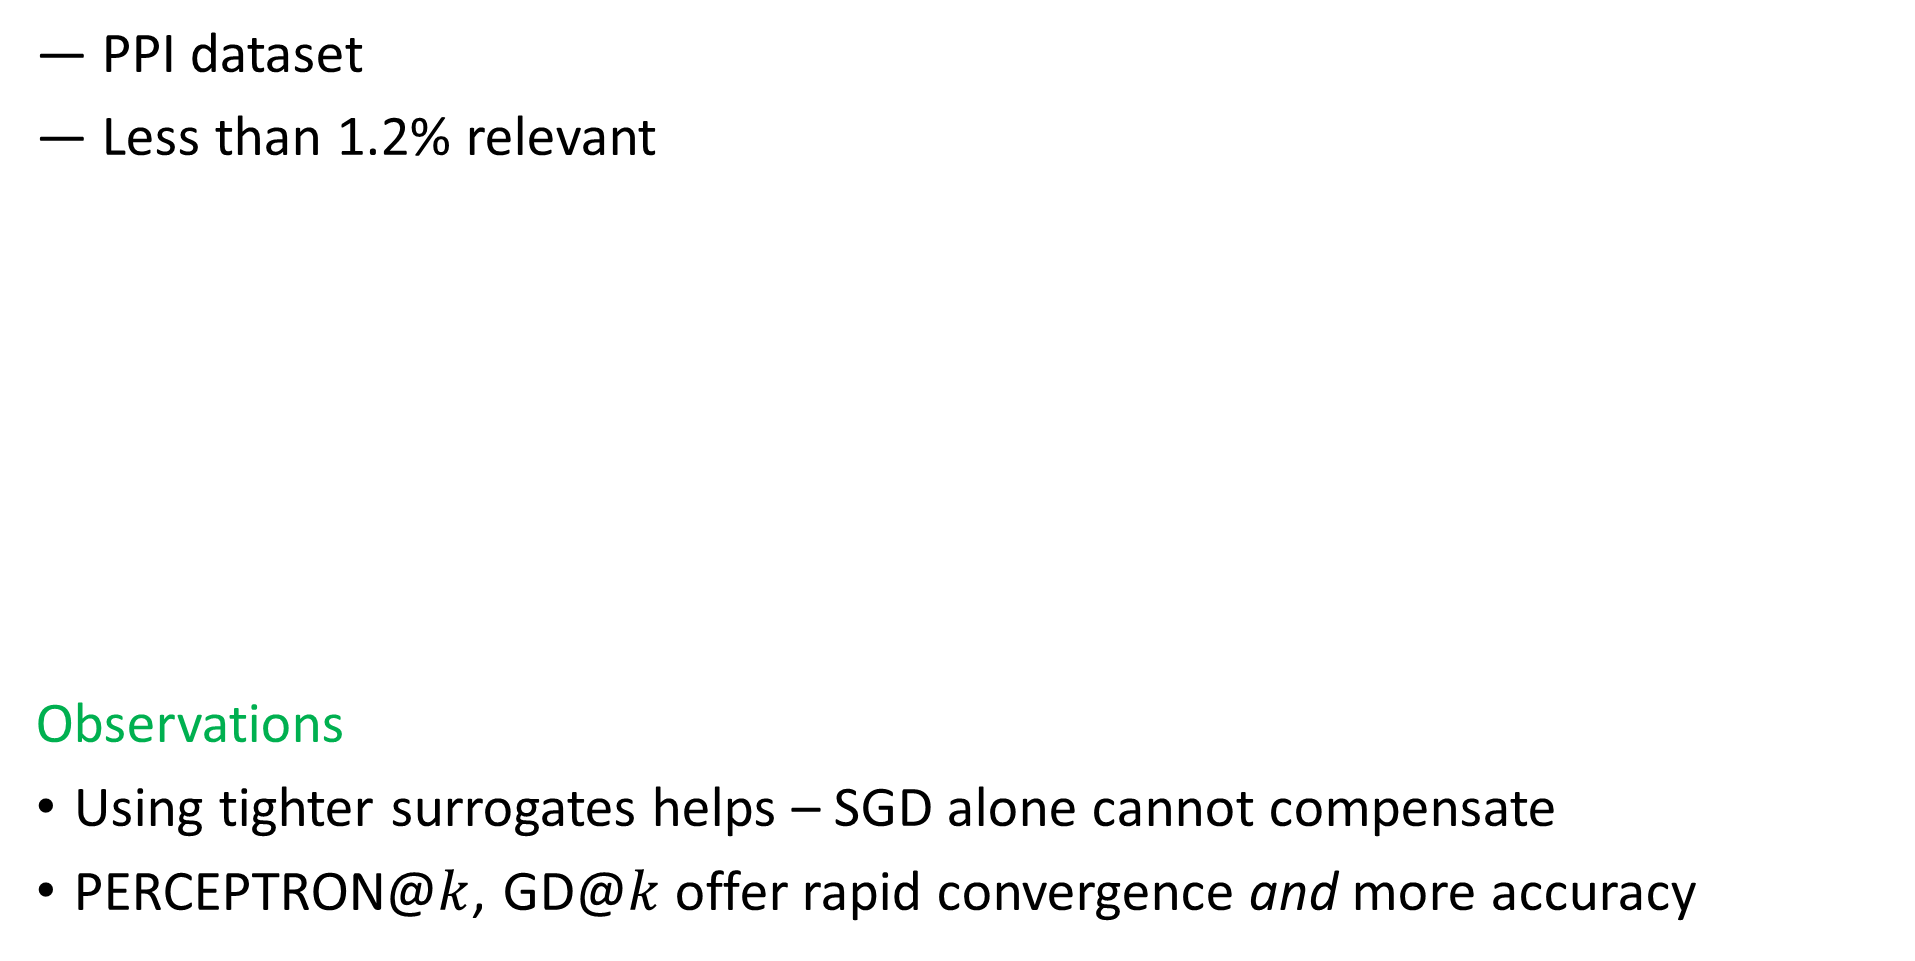 — PPI dataset
— Less than 1.2% relevant
Observations
• Using tighter surrogates helps – SGD alone cannot compensate
• PERCEPTRON@𝑘, GD@𝑘 offer rapid convergence and more accuracy